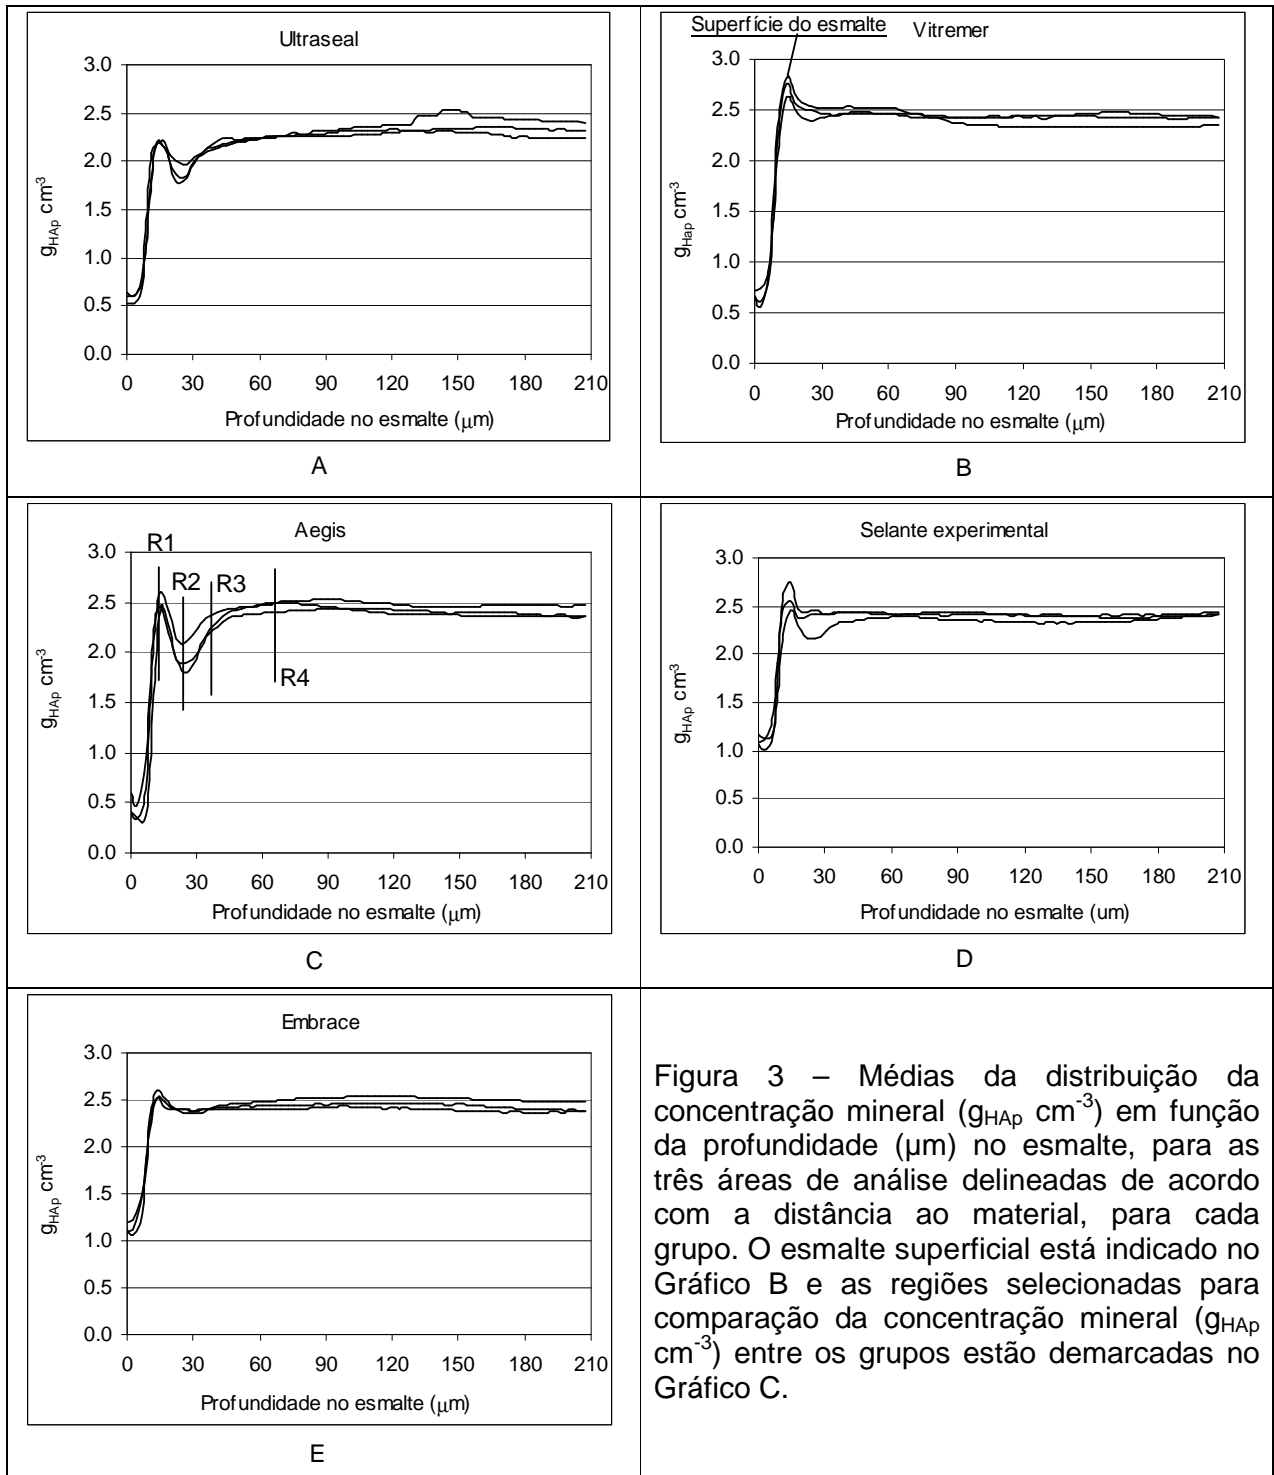 Ultraseal
3.0
2.5
2.0
1.5
1.0
0.5
0.0
gHAp cm-3
0 30 60 90 120 150 180 210
Profundidade no esmalte (μm)
A
Superfície do esmalte Vitremer
3.0
2.5
2.0
1.5
1.0
0.5
0.0
gHap cm-3
0 30 60 90 120 150 180 210
Profundidade no esmalte (μm)
B
Aegis
R1
R2
R3
R4
3.0
2.5
2.0
1.5
1.0
0.5
0.0
gHAp cm-3
0 30 60 90 120 150 180 210
Profundidade no esmalte (μm)
C
Selante experimental
3.0
2.5
2.0
1.5
1.0
0.5
0.0
gHAp cm-3
0 30 60 90 120 150 180 210
Profundidade no esmalte (um)
D
Embrace
3.0
2.5
2.0
1.5
1.0
0.5
0.0
gHAp cm-3
0 30 60 90 120 150 180 210
Profundidade no esmalte (μm)
E
Figura 3 – Médias da distribuição da
concentração mineral (gHAp cm-3) em função
da profundidade (μm) no esmalte, para as
três áreas de análise delineadas de acordo
com a distância ao material, para cada
grupo. O esmalte superficial está indicado no
Gráfico B e as regiões selecionadas para
comparação da concentração mineral (gHAp
cm-3) entre os grupos estão demarcadas no
Gráfico C.